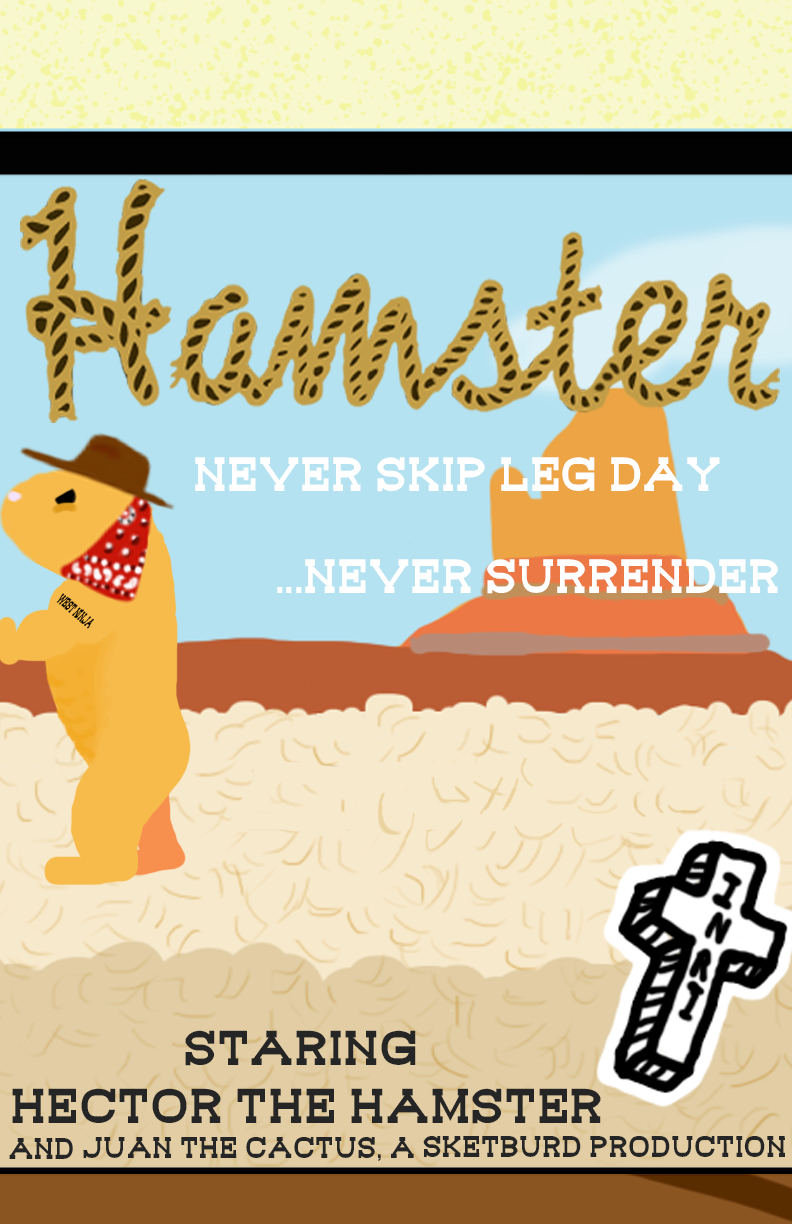 Hamster
NEVER SKIP LEG DAY
...NEVER SURRENDER
WEST NINJA
INRI
STARING
HECTOR THE HAMSTER
AND JUAN THE CACTUS, A SKETBURD PRODUCTION